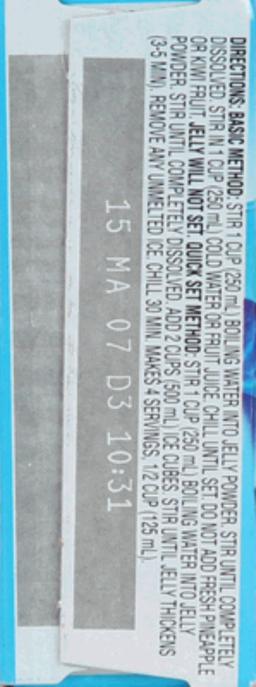 DIRECTIONS: BASIC METHOD: STIR 1 CUP (250 mL) BOILING WATER INTO JELLY POWDER. STIR UNTIL COMPLETELY
DISSOLVED. STIR IN 1 CUP (250 mL) COLD WATER OR FRUIT JUICE. CHILL UNTIL SET. DO NOT ADD FRESH PINEAPPLE
OR KIWI FRUIT. JELLY WILL NOT SET. QUICK SET METHOD: STIR 1 CUP (250 mL) BOILING WATER INTO JELLY
POWDER. STIR UNTIL COMPLETELY DISSOLVED. ADD 2 CUPS (500 mL) ICE CUBES. STIR UNTIL JELLY THICKENS
(3-5 MIN). REMOVE ANY UNMELTED ICE. CHILL 30 MIN. MAKES 4 SERVINGS, 1/2 CUP (125 mL).
15 MA 07 D3 10:31